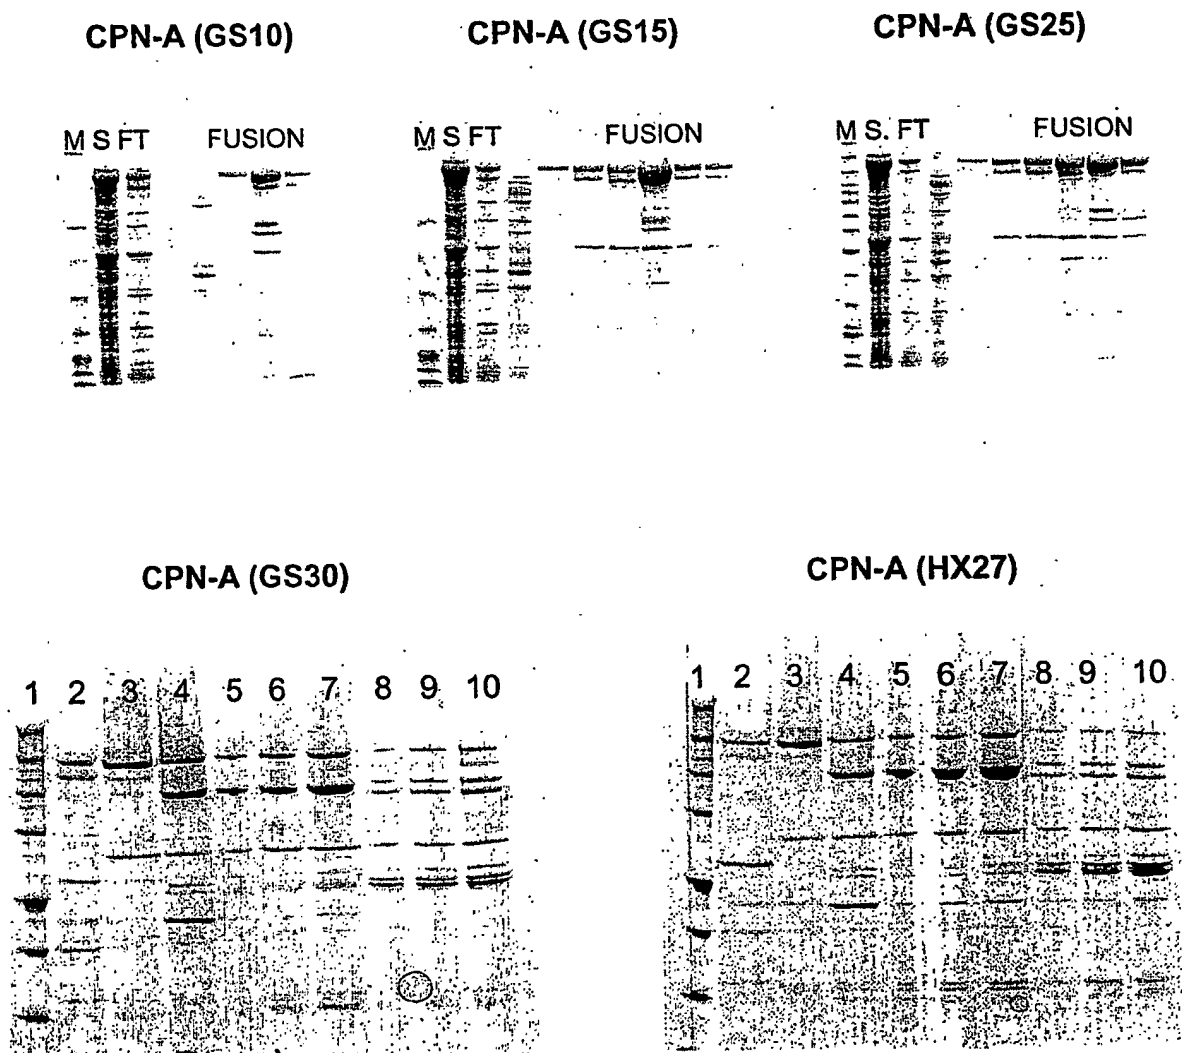 CPN-A (GS10)
CPN-A (GS15)
CPN-A (GS25)
M S FT FUSION
M S FT FUSION
M S. FT FUSION
CPN-A (GS30)
CPN-A (HX27)
1 2 3 4 5 6 7 8 9 10
1 2 3 4 5 6 7 8 9 10